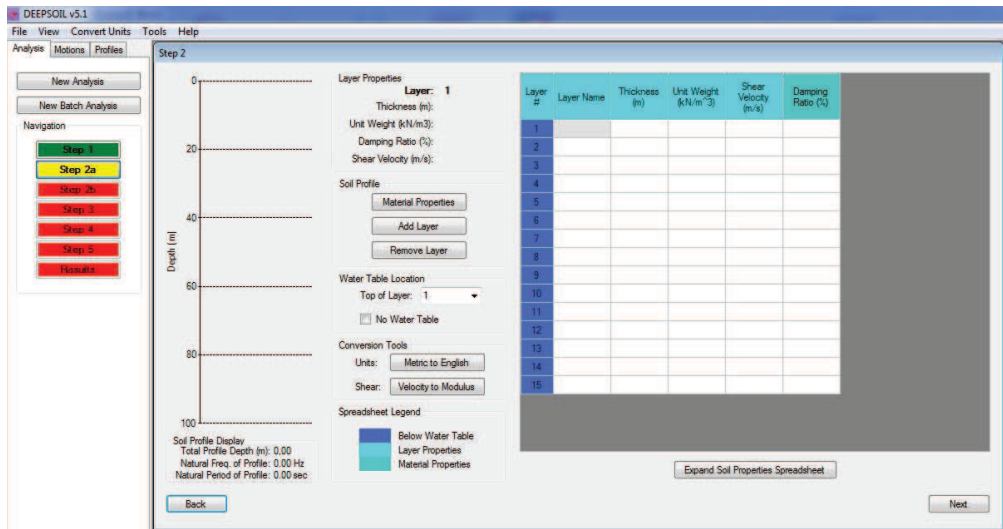 DEEPSOIL v5.1
File View Convert Units Tools Help
Analysis Motions Profiles
New Analysis
New Batch Analysis
Navigation
Step 1
Step 2a
Step 2b
Step 3
Step 4
Step 5
Results
Step 2
Depth [m]
0
20
40
60
80
100
Soil Profile Display
Total Profile Depth (m): 0.00
Natural Freq. of Profile: 0.00 Hz
Natural Period of Profile: 0.00 sec
Back
Layer Properties
Layer: 1
Thickness (m):
Unit Weight (kN/m3):
Damping Ratio (%):
Shear Velocity (m/s):
Soil Profile
Material Properties
Add Layer
Remove Layer
Water Table Location
Top of Layer: 1
No Water Table
Conversion Tools
Units: Metric to English
Shear: Velocity to Modulus
Spreadsheet Legend
Below Water Table
Layer Properties
Material Properties
Layer # Layer Name Thickness (m) Unit Weight (kN/m^3) Shear Velocity (m/s) Damping Ratio (%)
1
2
3
4
5
6
7
8
9
10
11
12
13
14
15
Expand Soil Properties Spreadsheet
Next